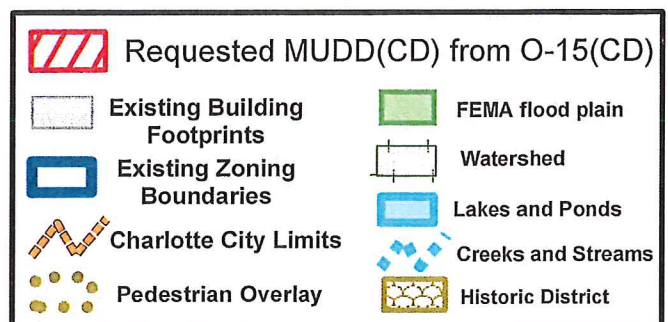 Requested MUDD(CD) from O-15(CD)
Existing Building
Footprints
Existing Zoning
Boundaries
Charlotte City Limits
Pedestrian Overlay
FEMA flood plain
Watershed
Lakes and Ponds
Creeks and Streams
Historic District